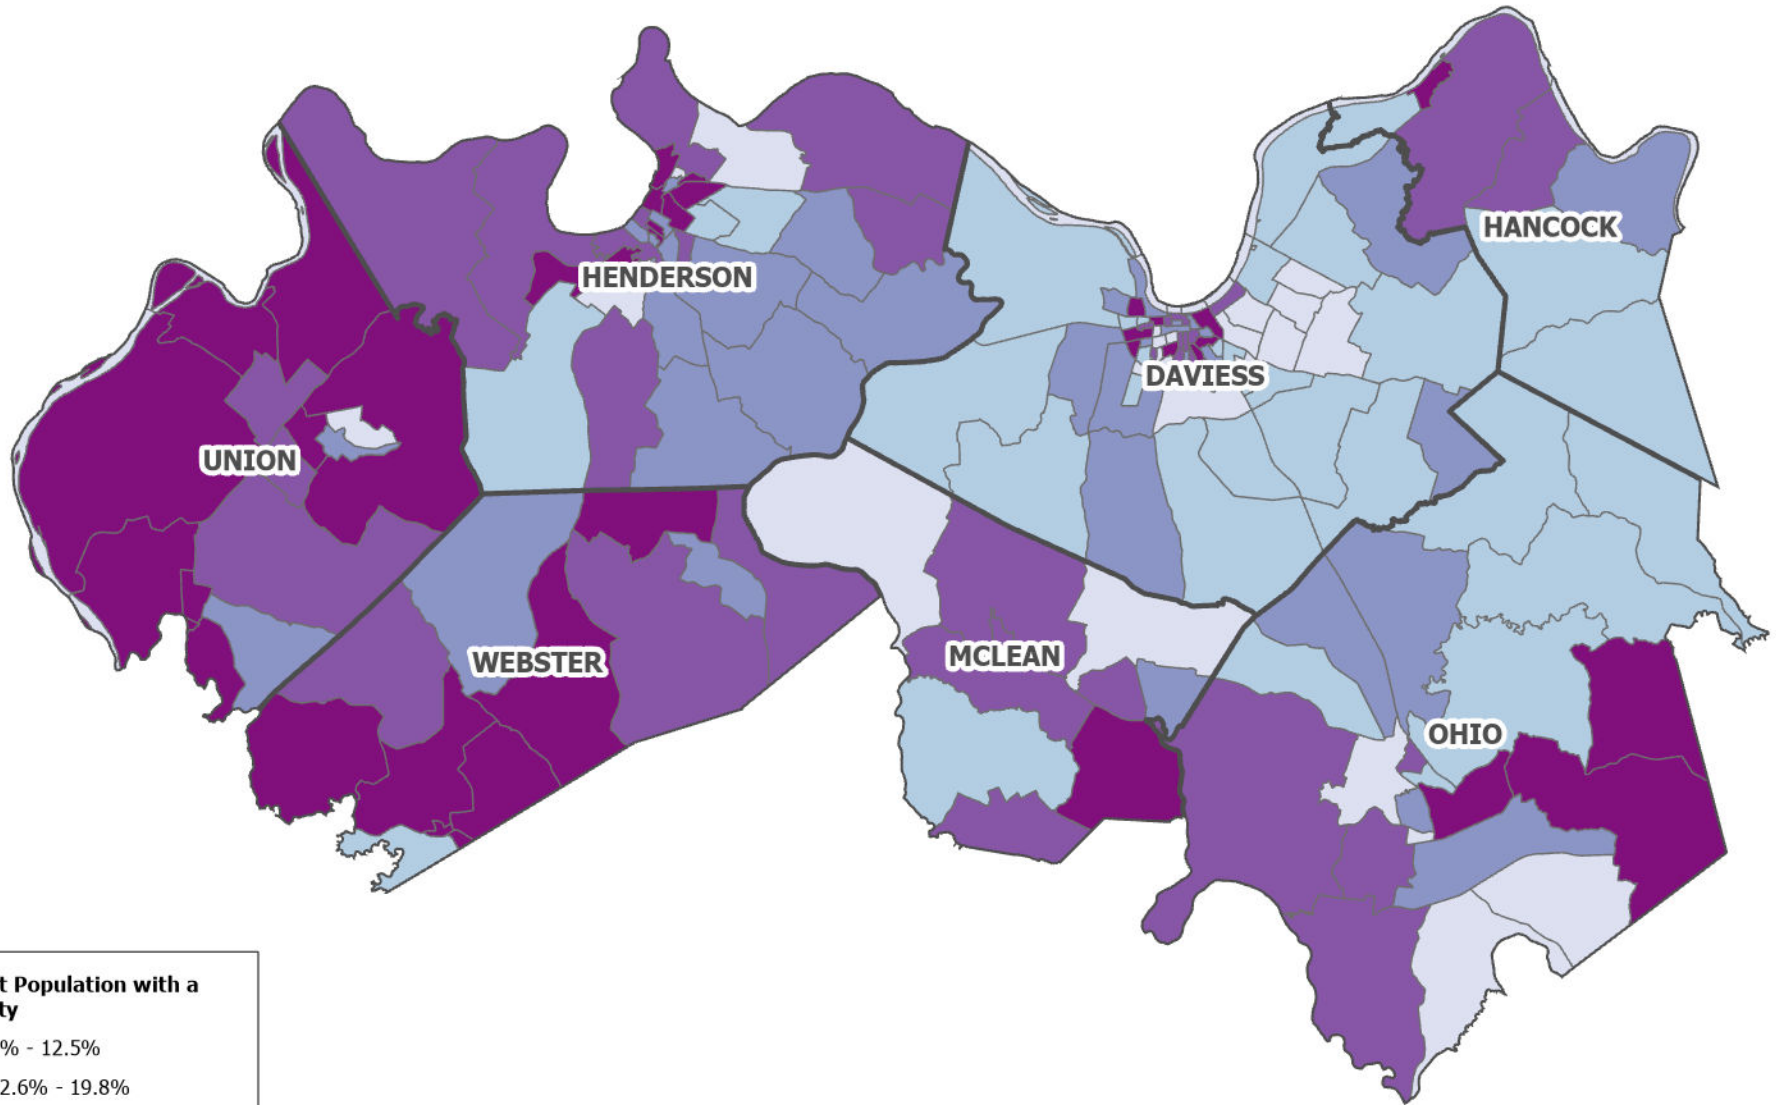 HANCOCK
HENDERSON
DAVIESS
UNION
MCLEAN
WEBSTER
OHIO
t Population with a
ty
% - 12.5%
2.6% - 19.8%